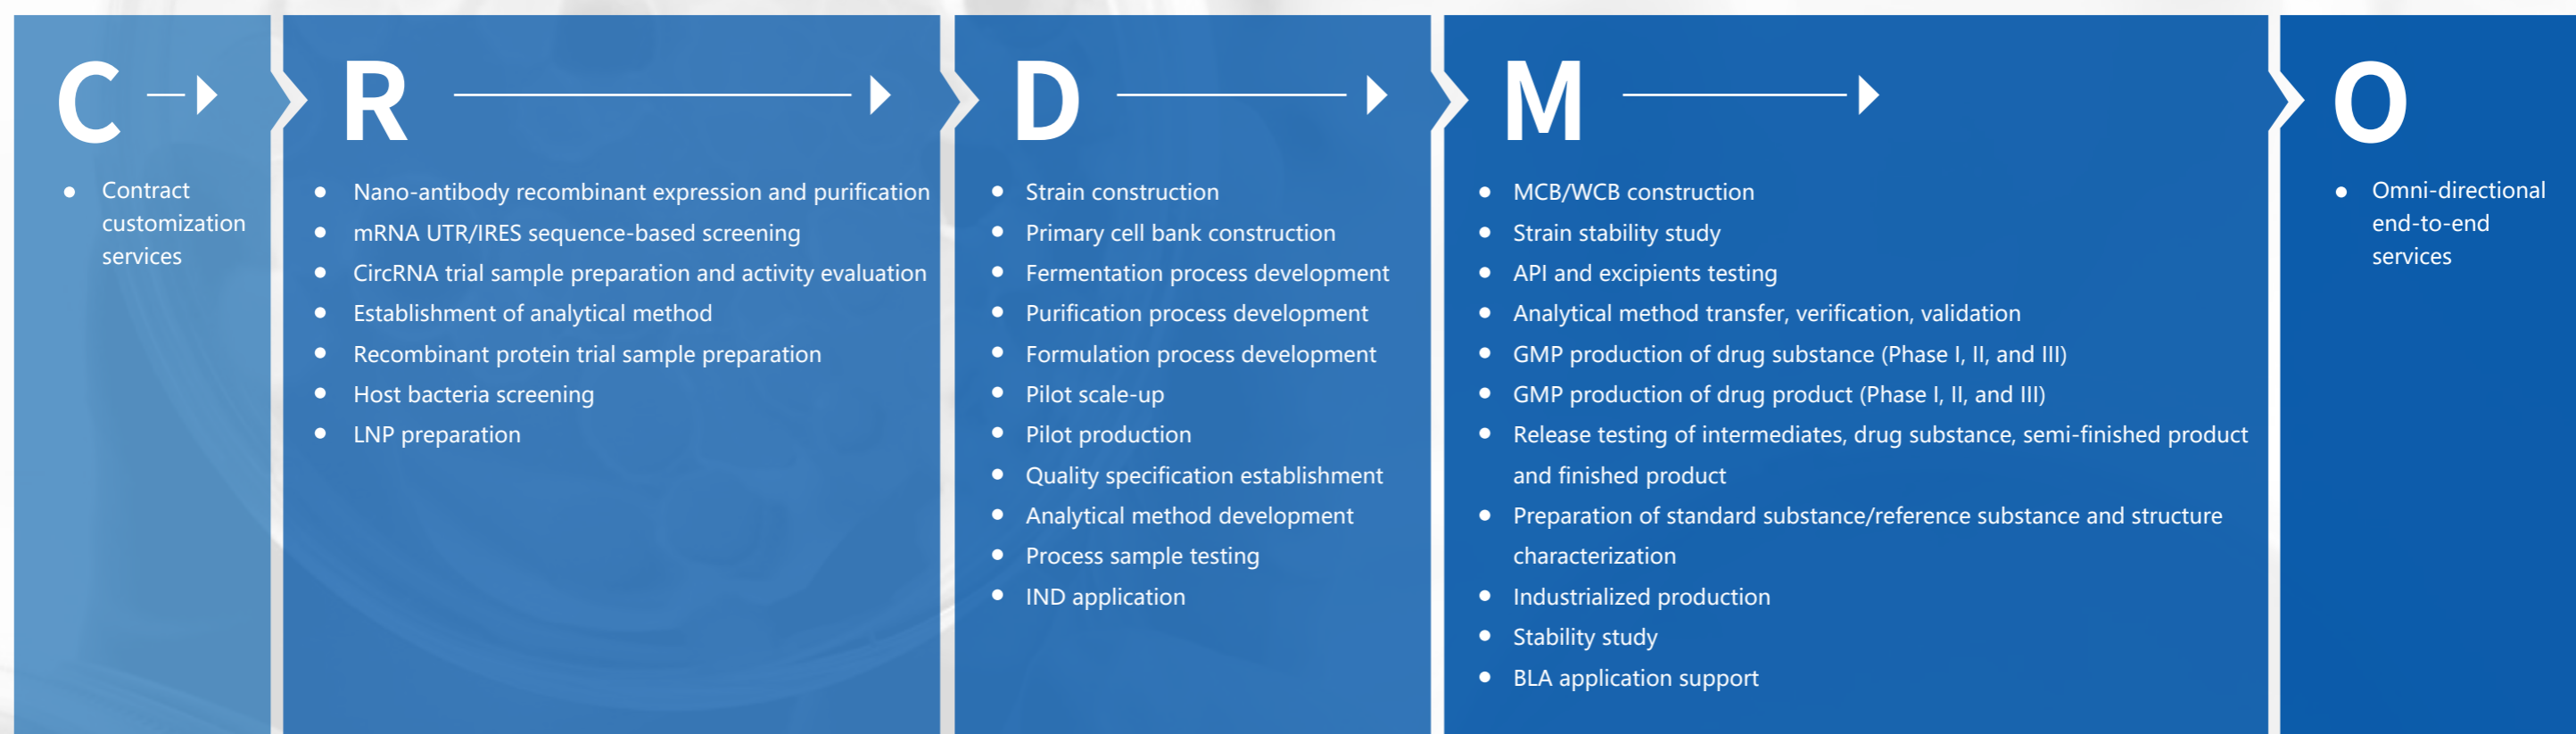 C
Contract
customization
services
R
Nano-antibody recombinant expression and purification
mRNA UTR/IRES sequence-based screening
CircRNA trial sample preparation and activity evaluation
Establishment of analytical method
Recombinant protein trial sample preparation
Host bacteria screening
LNP preparation
D
Strain construction
Primary cell bank construction
Fermentation process development
Purification process development
Formulation process development
Pilot scale-up
Pilot production
Quality specification establishment
Analytical method development
Process sample testing
IND application
M
MCB/WCB construction
Strain stability study
API and excipients testing
Analytical method transfer, verification, validation
GMP production of drug substance (Phase I, II, and III)
GMP production of drug product (Phase I, II, and III)
Release testing of intermediates, drug substance, semi-finished product
and finished product
Preparation of standard substance/reference substance and structure
characterization
Industrialized production
Stability study
BLA application support
O
Omni-directional
end-to-end
services